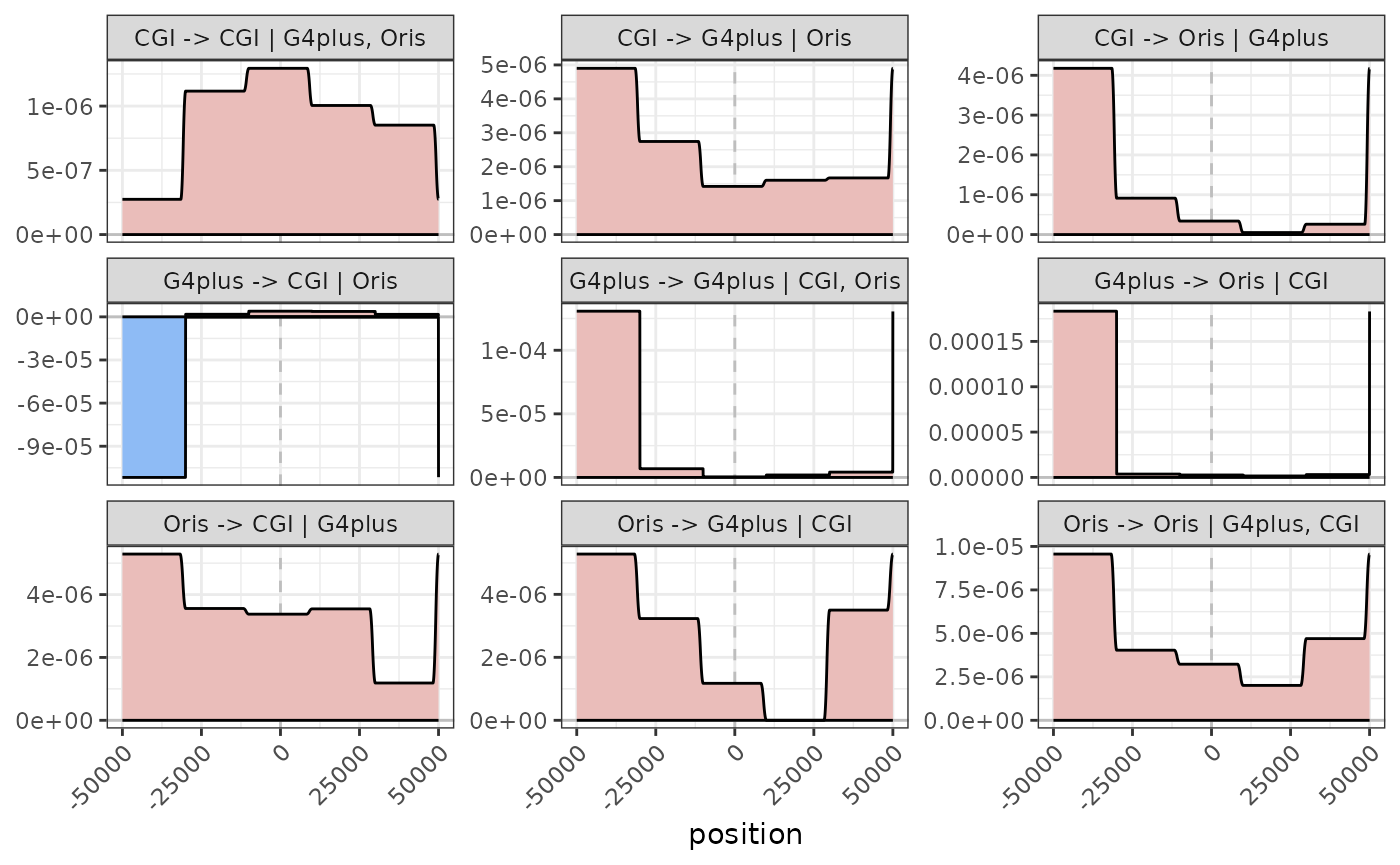 CGI -> CGI | G4plus, Oris
CGI -> G4plus | Oris
CGI -> Oris | G4plus
1e-06
5e-07
0e+00
5e-06
4e-06
3e-06
2e-06
1e-06
0e+00
4e-06
3e-06
2e-06
1e-06
0e+00
G4plus -> CGI | Oris
G4plus -> G4plus | CGI, Oris
G4plus -> Oris | CGI
0e+00
-3e-05
-6e-05
-9e-05
1e-04
5e-05
0e+00
0.00015
0.00010
0.00005
0.00000
Oris -> CGI | G4plus
Oris -> G4plus | CGI
Oris -> Oris | G4plus, CGI
4e-06
2e-06
0e+00
4e-06
2e-06
0e+00
1.0e-05
7.5e-06
5.0e-06
2.5e-06
0.0e+00
-50000
-25000
0
25000
50000
-50000
-25000
0
25000
50000
-50000
-25000
0
25000
50000
position